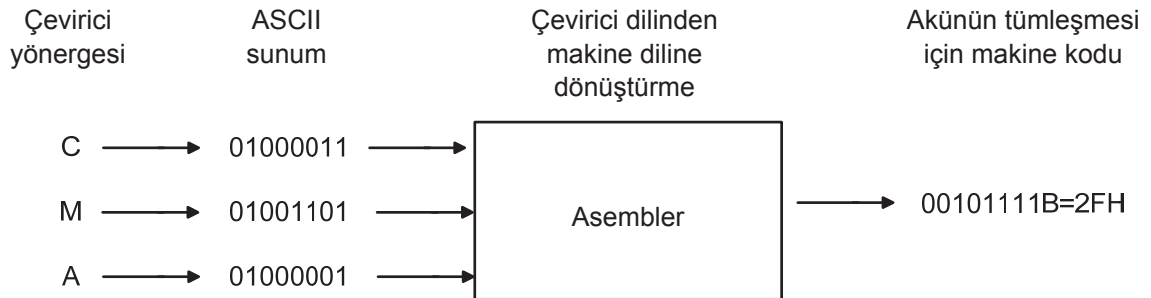 Çevirici
yönergesi
ASCII
sunum
Çevirici dilinden
makine diline
dönüştürme
Akünün tümleşmesi
için makine kodu
C
01000011
M
01001101
A
01000001
Asembler
00101111B=2FH